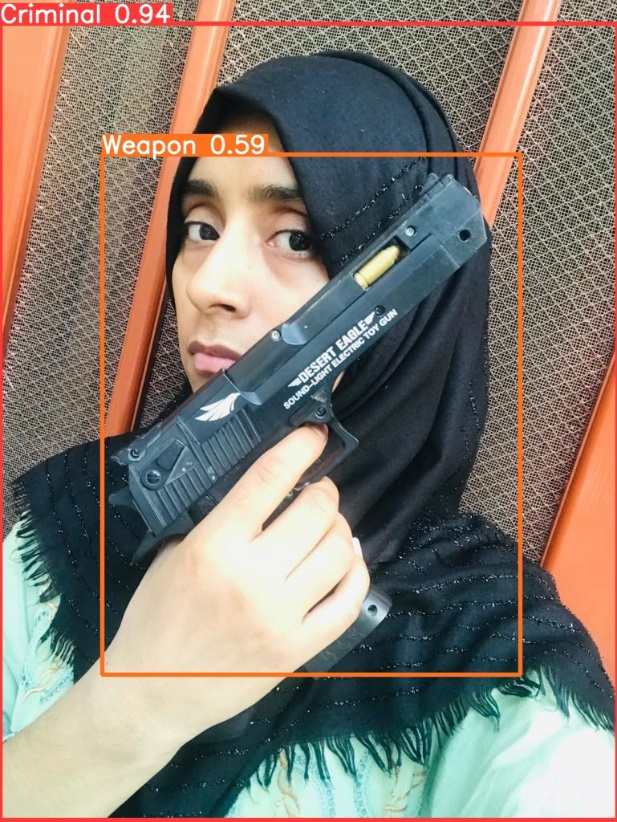 Criminal 0.94
Weapon 0.59
DESERT EAGLE
SOUND-LIGHT ELECTRIC TOY GUN